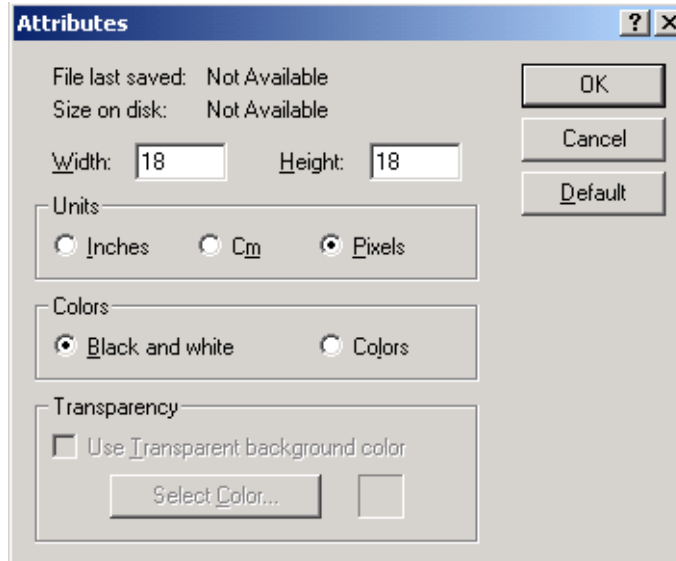 Attributes
File last saved: Not Available
Size on disk: Not Available
Width: 18 Height: 18
Units
Inches Cm Pixels
Colors
Black and white Colors
Transparency
Use Transparent background color
Select Color...
OK
Cancel
Default